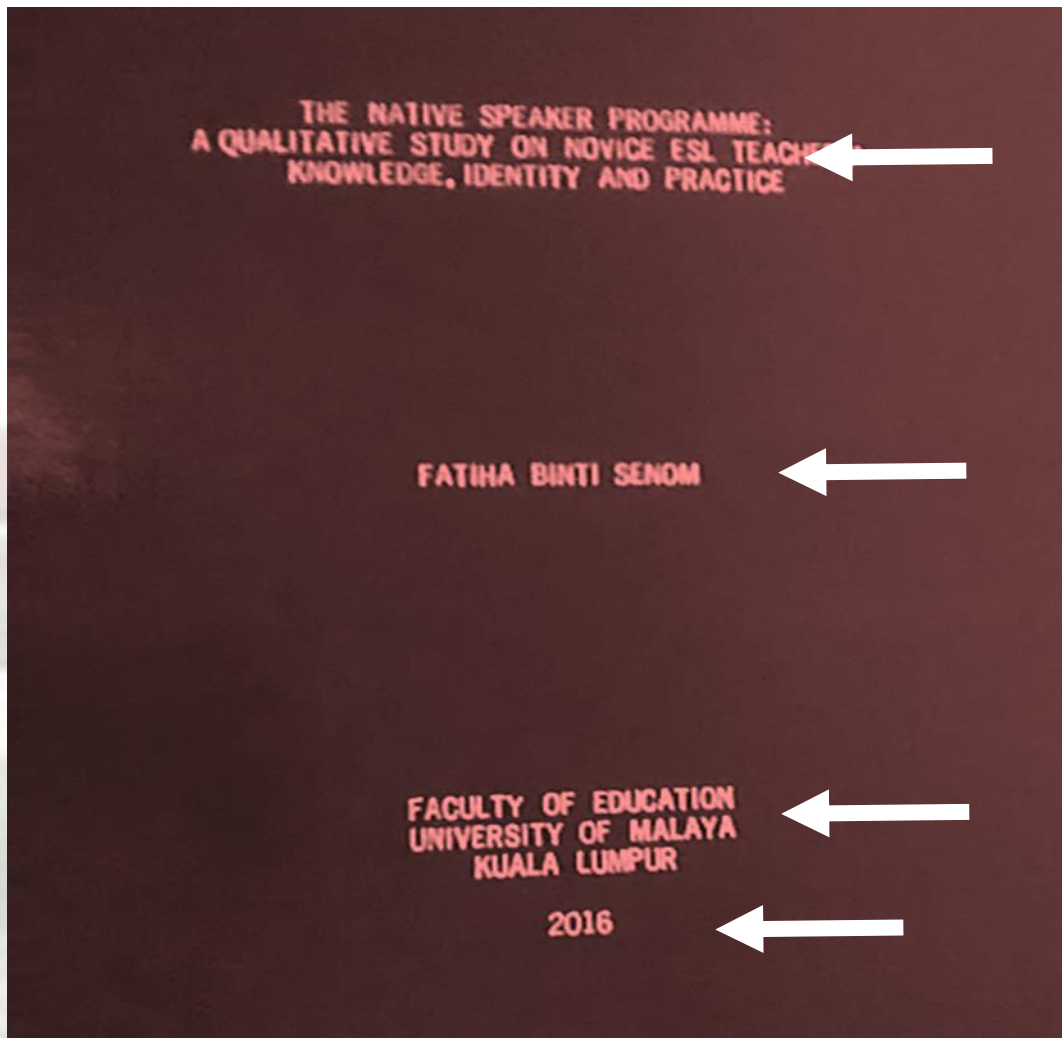 THE NATIVE SPEAKER PROGRAMME:
A QUALITATIVE STUDY ON NOVICE ESL
KNOWLEDGE, IDENTITY AND PRACTICE
FATIHA BINTI SENOM
FACULTY OF EDUCATION
UNIVERSITY OF MALAYA
KUALA LUMPUR
2016